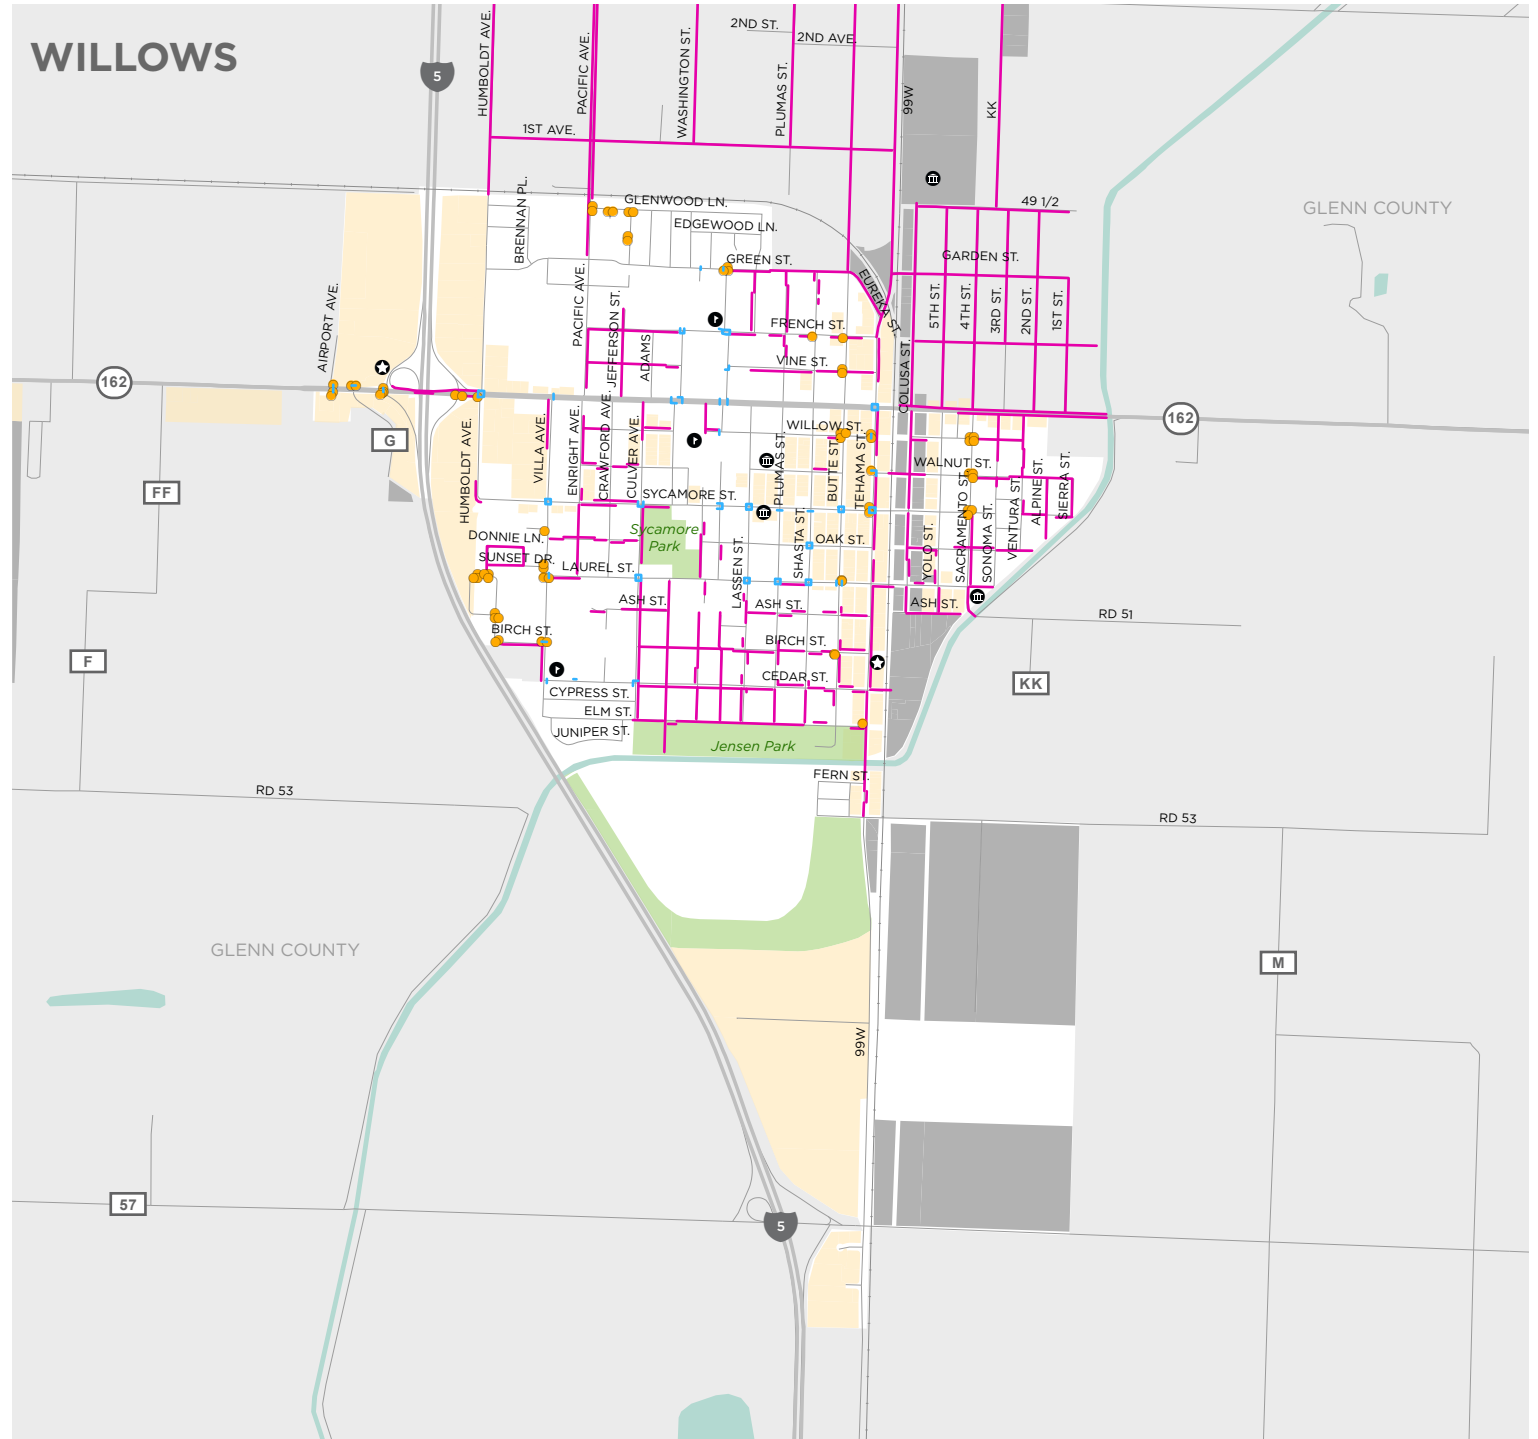 WILLOWS
5
HUMBOLDT AVE.
PACIFIC AVE.
WASHINGTON ST.
2ND ST.
2ND AVE.
PLUMAS ST.
99W
KK
1ST AVE.
BRENNAN PL.
GLENWOOD LN.
EDGEWOOD LN.
49 1/2
GLENN COUNTY
GREEN ST.
GARDEN ST.
EUREKA ST.
AIRPORT AVE.
PACIFIC AVE.
JEFFERSON ST.
ADAMS
FRENCH ST.
VINE ST.
5TH ST.
4TH ST.
3RD ST.
2ND ST.
1ST ST.
COLUSA ST.
162
162
G
FF
F
HUMBOLDT AVE.
VILLA AVE.
ENRIGHT AVE.
CRAWFORD AVE.
CULVER AVE.
WILLOW ST.
PLUMAS ST.
BUTTE ST.
TEHAMA ST.
WALNUT ST.
SYCAMORE ST.
Sycamore
Park
SACRAMENTO ST.
SONOMA ST.
VENTURA ST.
ALPINE ST.
SIERRA ST.
YOLO ST.
DONNIE LN.
SUNSET DR.
LAUREL ST.
LASSEN ST.
SHASTA ST.
OAK ST.
ASH ST.
ASH ST.
ASH ST.
RD 51
BIRCH ST.
BIRCH ST.
CEDAR ST.
KK
CYPRESS ST.
ELM ST.
JUNIPER ST.
Jensen Park
FERN ST.
RD 53
RD 53
GLENN COUNTY
M
99W
57
5